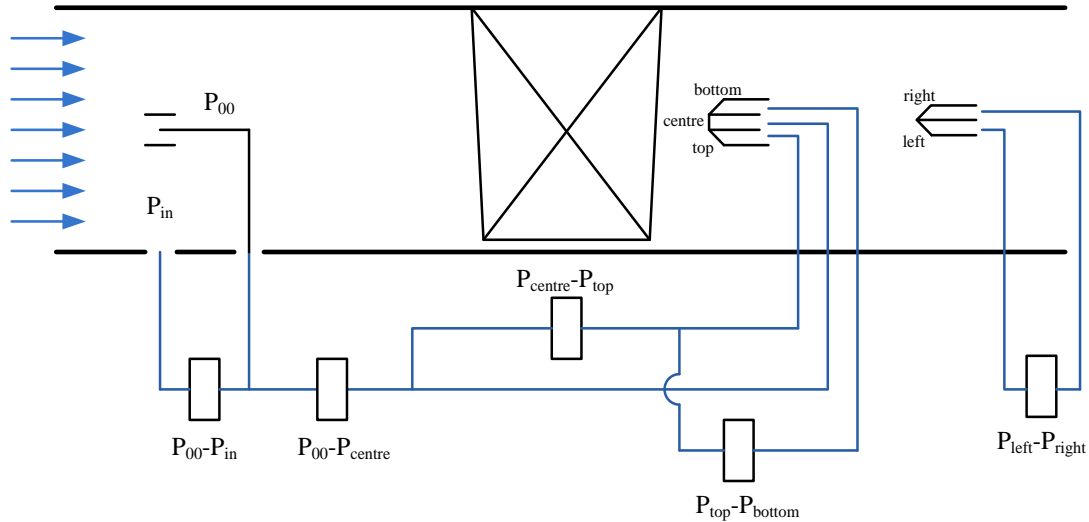 P00
bottom
centre
top
right
left
Pin
Pcentre-Ptop
P00-Pin
P00-Pcentre
Pleft-Pright
Ptop-Pbottom